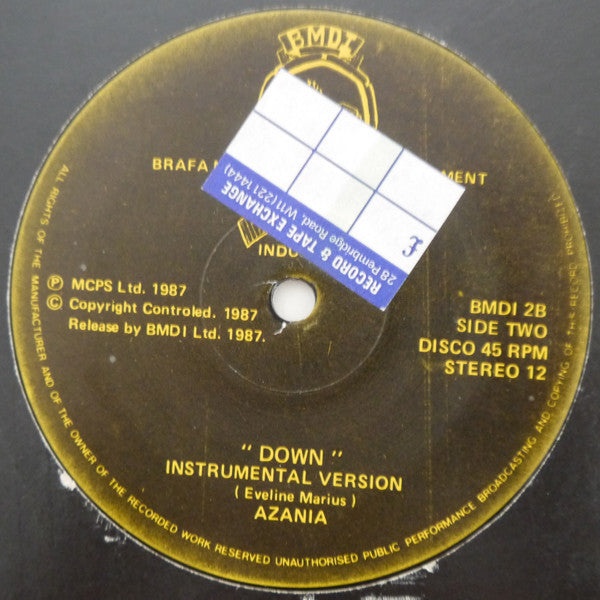 BMDI
BRAFA
MENT
INDO
£
RECORD & TAPE EXCHANGE
28 Pembridge Road, W11 (221 1444)
Ⓟ MCPS Ltd. 1987
© Copyright Controled. 1987
Release by BMDI Ltd. 1987.
BMDI 2B
SIDE TWO
DISCO 45 RPM
STEREO 12
" DOWN "
INSTRUMENTAL VERSION
( Eveline Marius )
AZANIA
ALL RIGHTS OF THE MANUFACTURER AND OF THE OWNER OF THE RECORDED WORK RESERVED UNAUTHORISED PUBLIC PERFORMANCE BROADCASTING AND COPYING OF THIS RECORD PROHIBITED